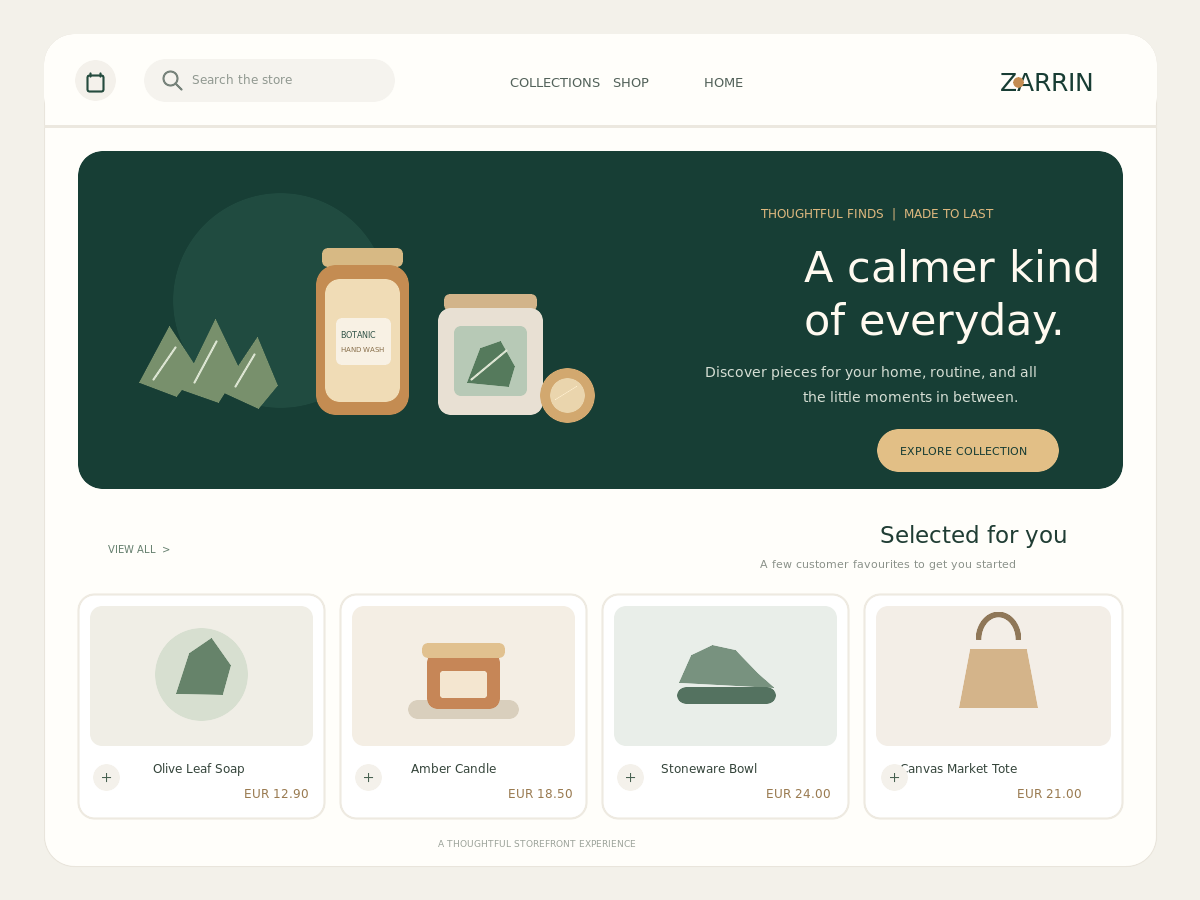 Search the store
COLLECTIONS SHOP HOME
ZARRIN
THOUGHTFUL FINDS | MADE TO LAST
A calmer kind
of everyday.
Discover pieces for your home, routine, and all
the little moments in between.
EXPLORE COLLECTION
BOTANIC
HAND WASH
Selected for you
A few customer favourites to get you started
VIEW ALL >
Olive Leaf Soap
EUR 12.90
+
Amber Candle
EUR 18.50
+
Stoneware Bowl
EUR 24.00
+
Canvas Market Tote
EUR 21.00
+
A THOUGHTFUL STOREFRONT EXPERIENCE